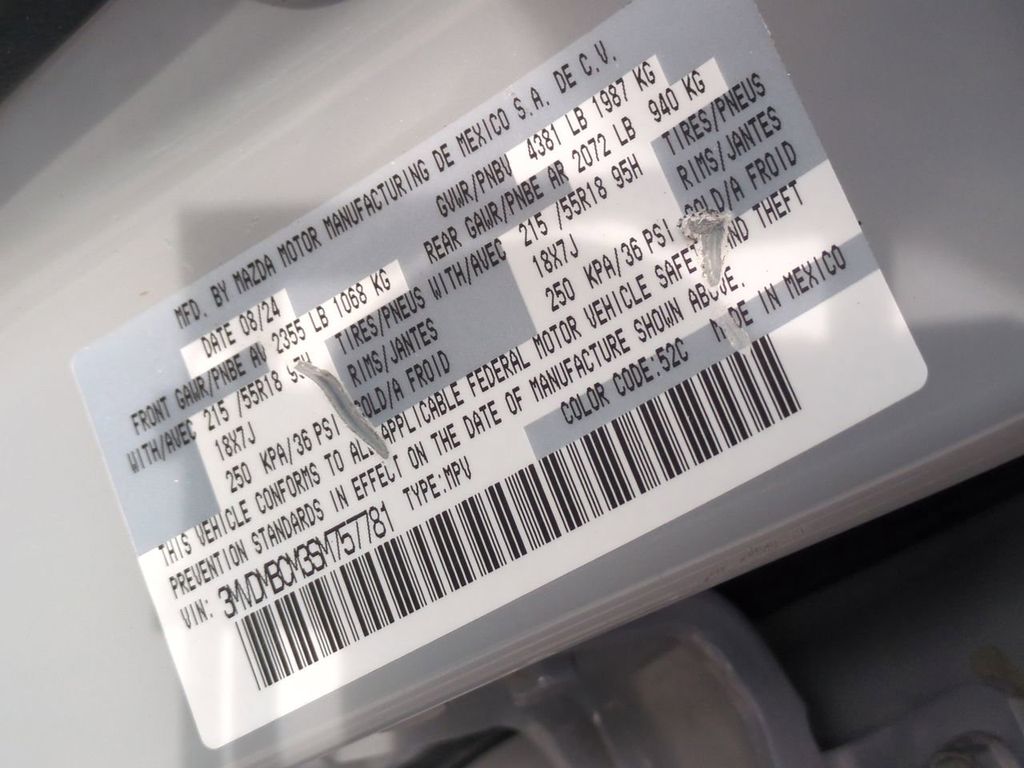 MFD. BY MAZDA MOTOR MANUFACTURING DE MEXICO S.A. DE C.V.
DATE 08/24 GVWR/PNBV 4381 LB 1987 KG
FRONT GAWR/PNBE AV 2355 LB 1068 KG REAR GAWR/PNBE AR 2072 LB 940 KG
WITH/AVEC 215 /55R18 95H TIRES/PNEUS WITH/AVEC 215 /55R18 95H TIRES/PNEUS
18X7J RIMS/JANTES 18X7J RIMS/JANTES
250 KPA/36 PSI COLD/A FROID 250 KPA/36 PSI COLD/A FROID
THIS VEHICLE CONFORMS TO ALL APPLICABLE FEDERAL MOTOR VEHICLE SAFETY AND THEFT
PREVENTION STANDARDS IN EFFECT ON THE DATE OF MANUFACTURE SHOWN ABOVE.
VIN: 3MVDMBCM3SM757781 TYPE:MPV COLOR CODE:52C MADE IN MEXICO